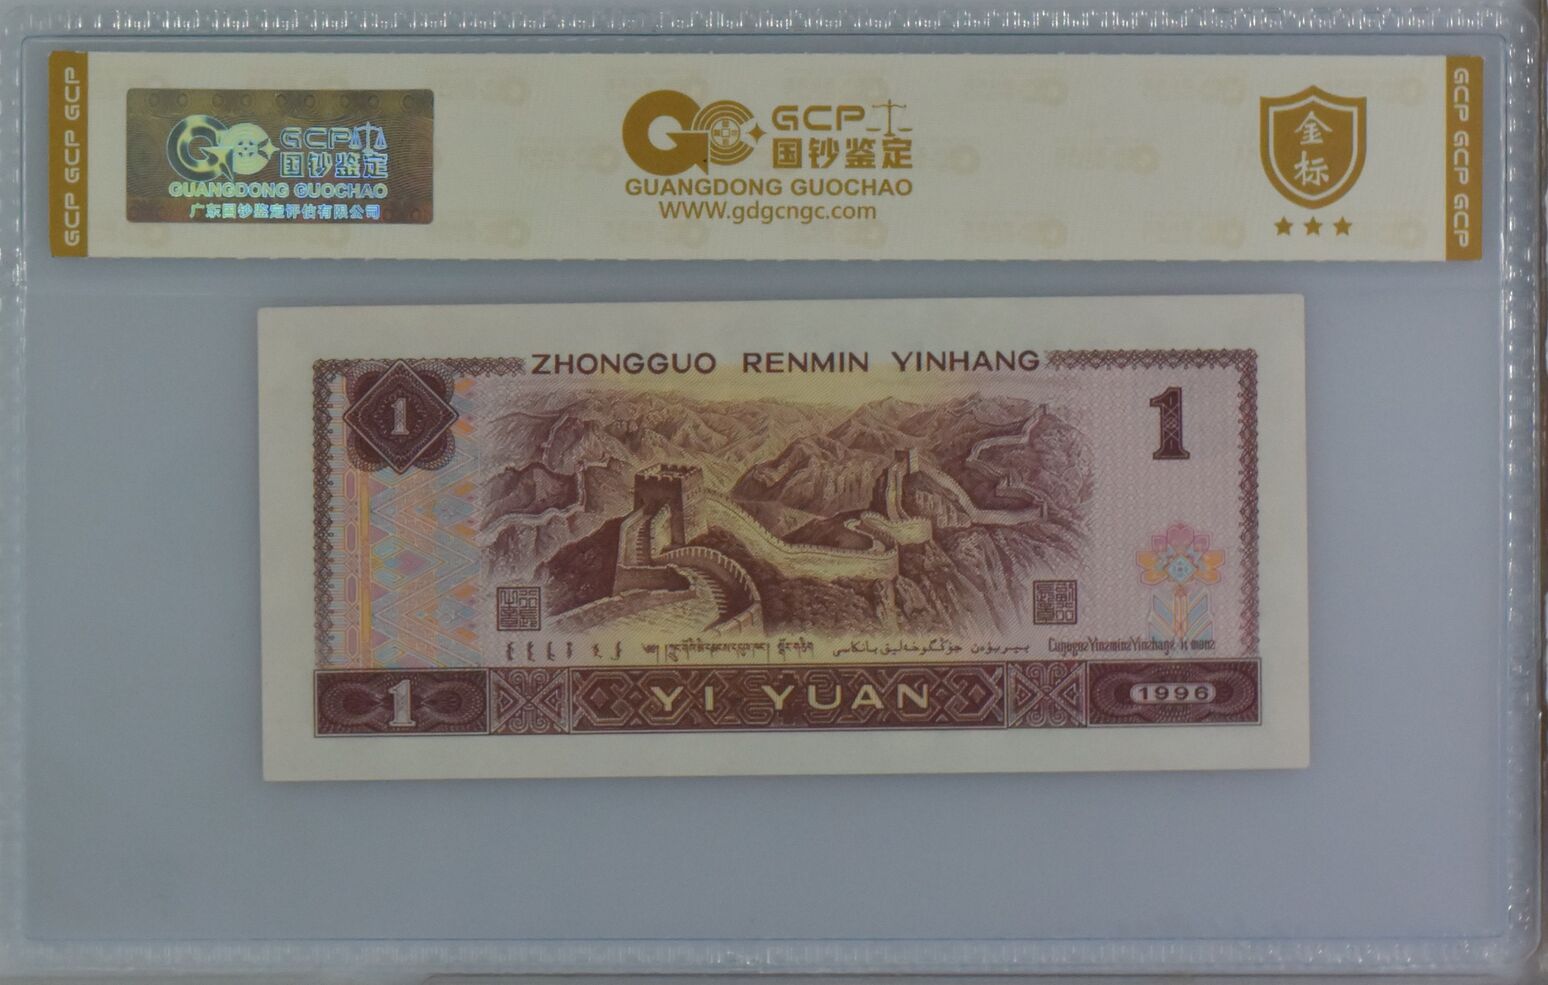 GCP GCP GCP
GCP
国钞鉴定
GUANGDONG GUOCHAO
广东国钞鉴定评估有限公司
GCP
国钞鉴定
GUANGDONG GUOCHAO
WWW.gdgcngc.com
金
标
GCP GCP GCP
ZHONGGUO RENMIN YINHANG
1
1
1 YI YUAN 1996